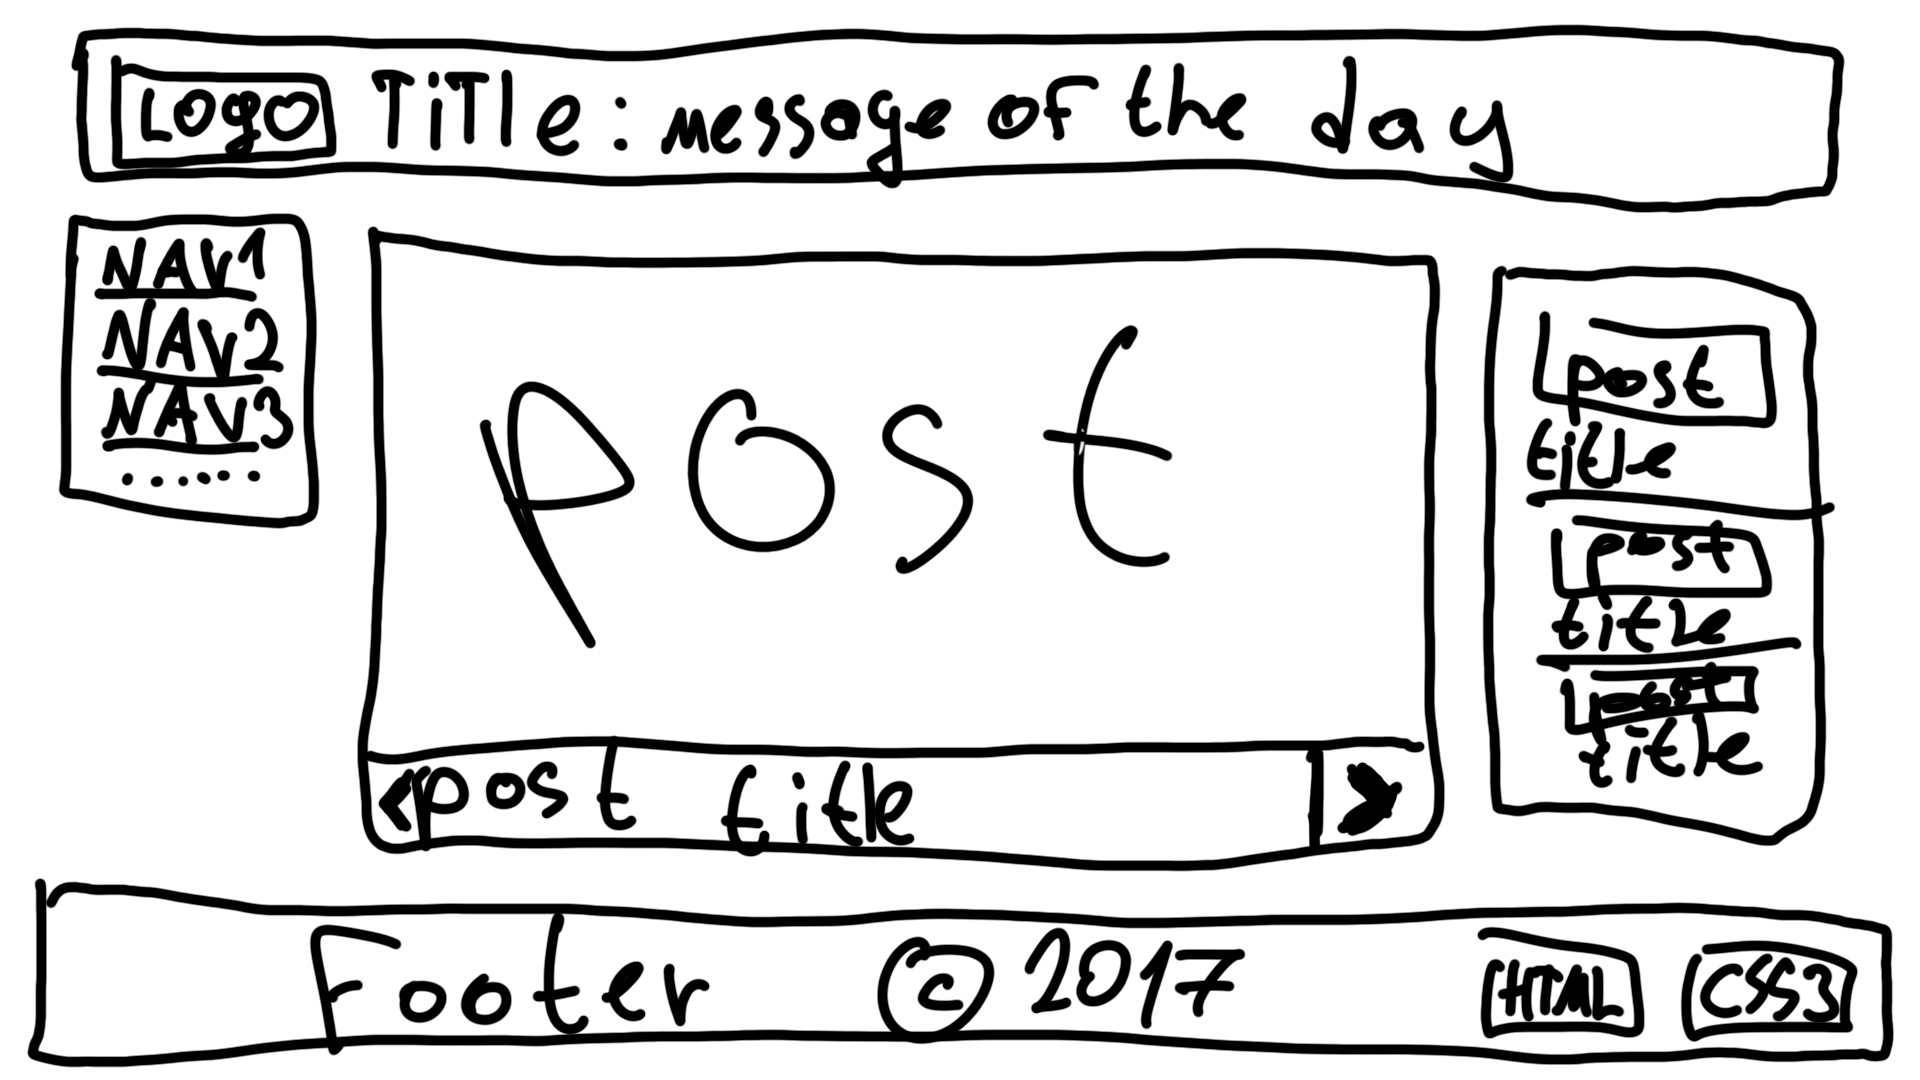 Logo TiTle: message of the day
NAV1
NAV2
NAV3
......
post
< post title >
post
title
post
title
post
title
Footer © 2017 HTML CSS3